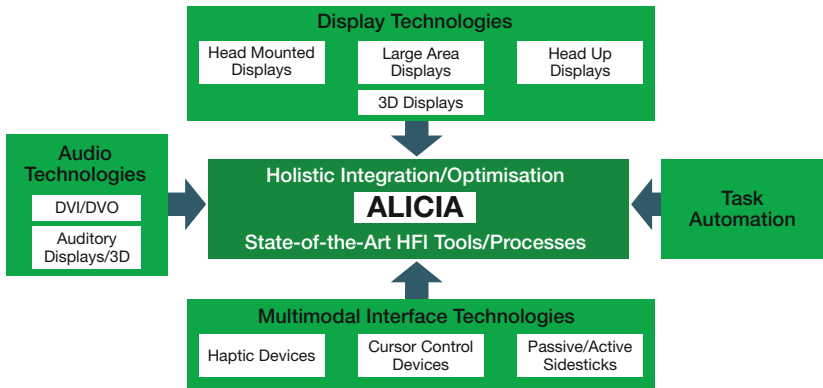 Display Technologies
Head Mounted
Displays
Large Area
Displays
Head Up
Displays
3D Displays
Audio
Technologies
DVI/DVO
Auditory
Displays/3D
Holistic Integration/Optimisation
ALICIA
State-of-the-Art HFI Tools/Processes
Task
Automation
Multimodal Interface Technologies
Haptic Devices
Cursor Control
Devices
Passive/Active
Sidesticks